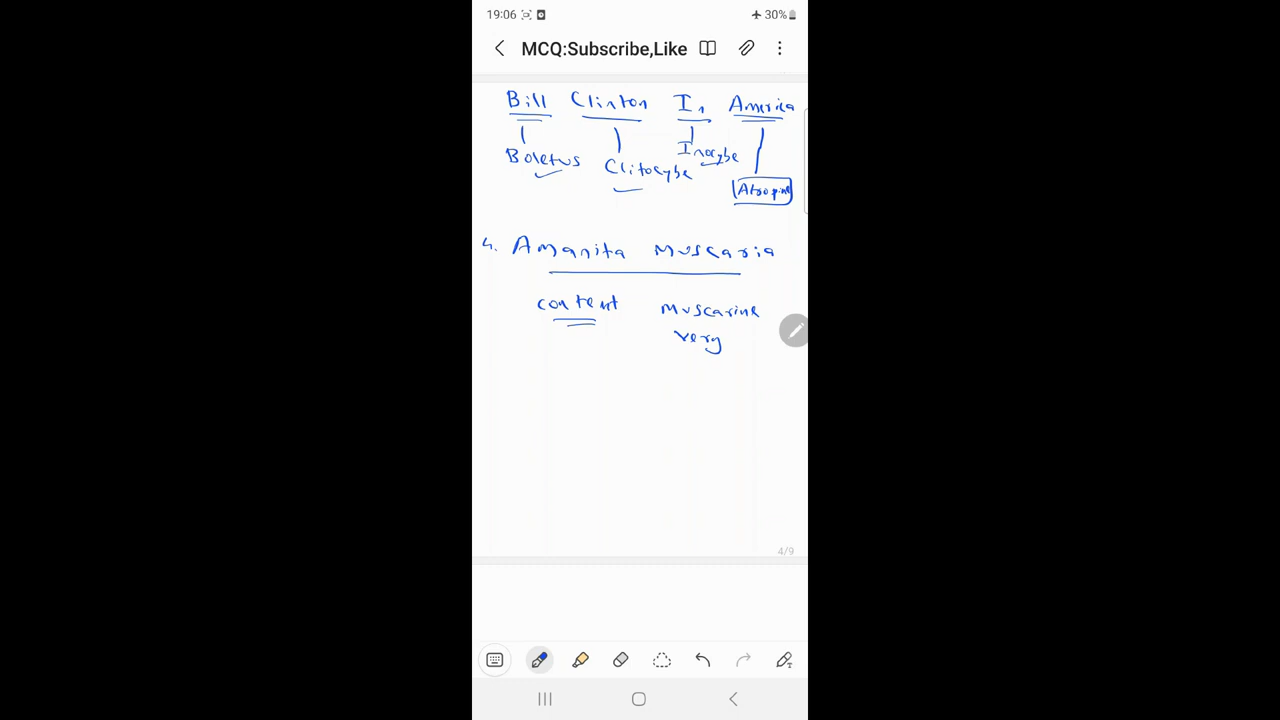 19:06 30%
MCQ:Subscribe,Like
Bill Clinton In America
Boletus Clitocybe Inocybe Atropine
4. Amanita Muscaria
content Muscarine
very
4/9